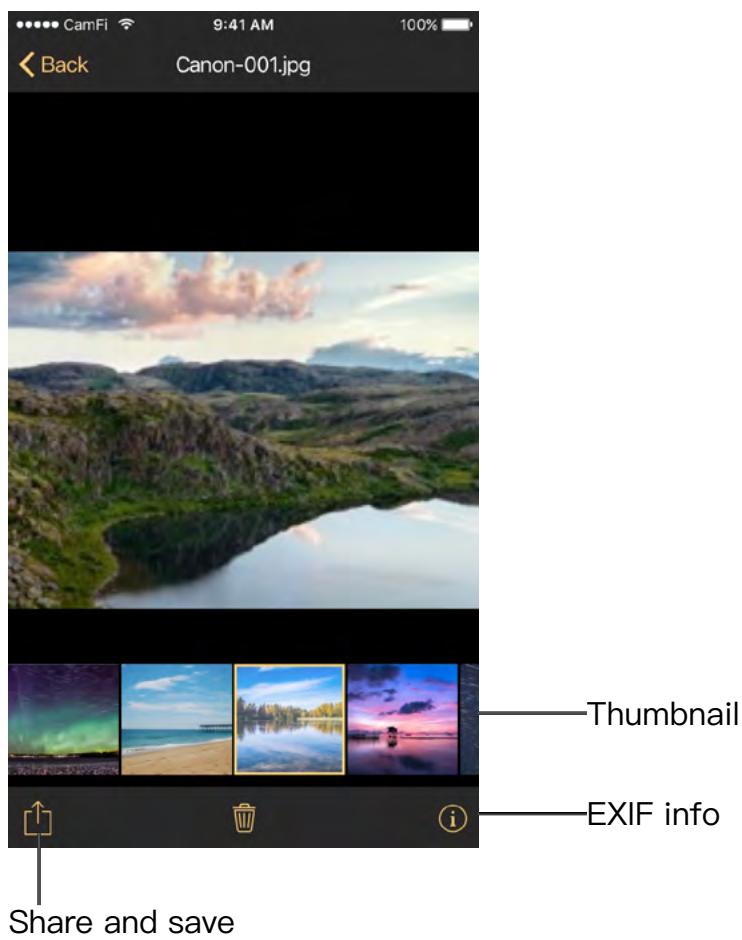 CamFi 9:41 AM 100%
Back Canon-001.jpg
Thumbnail
EXIF info
Share and save